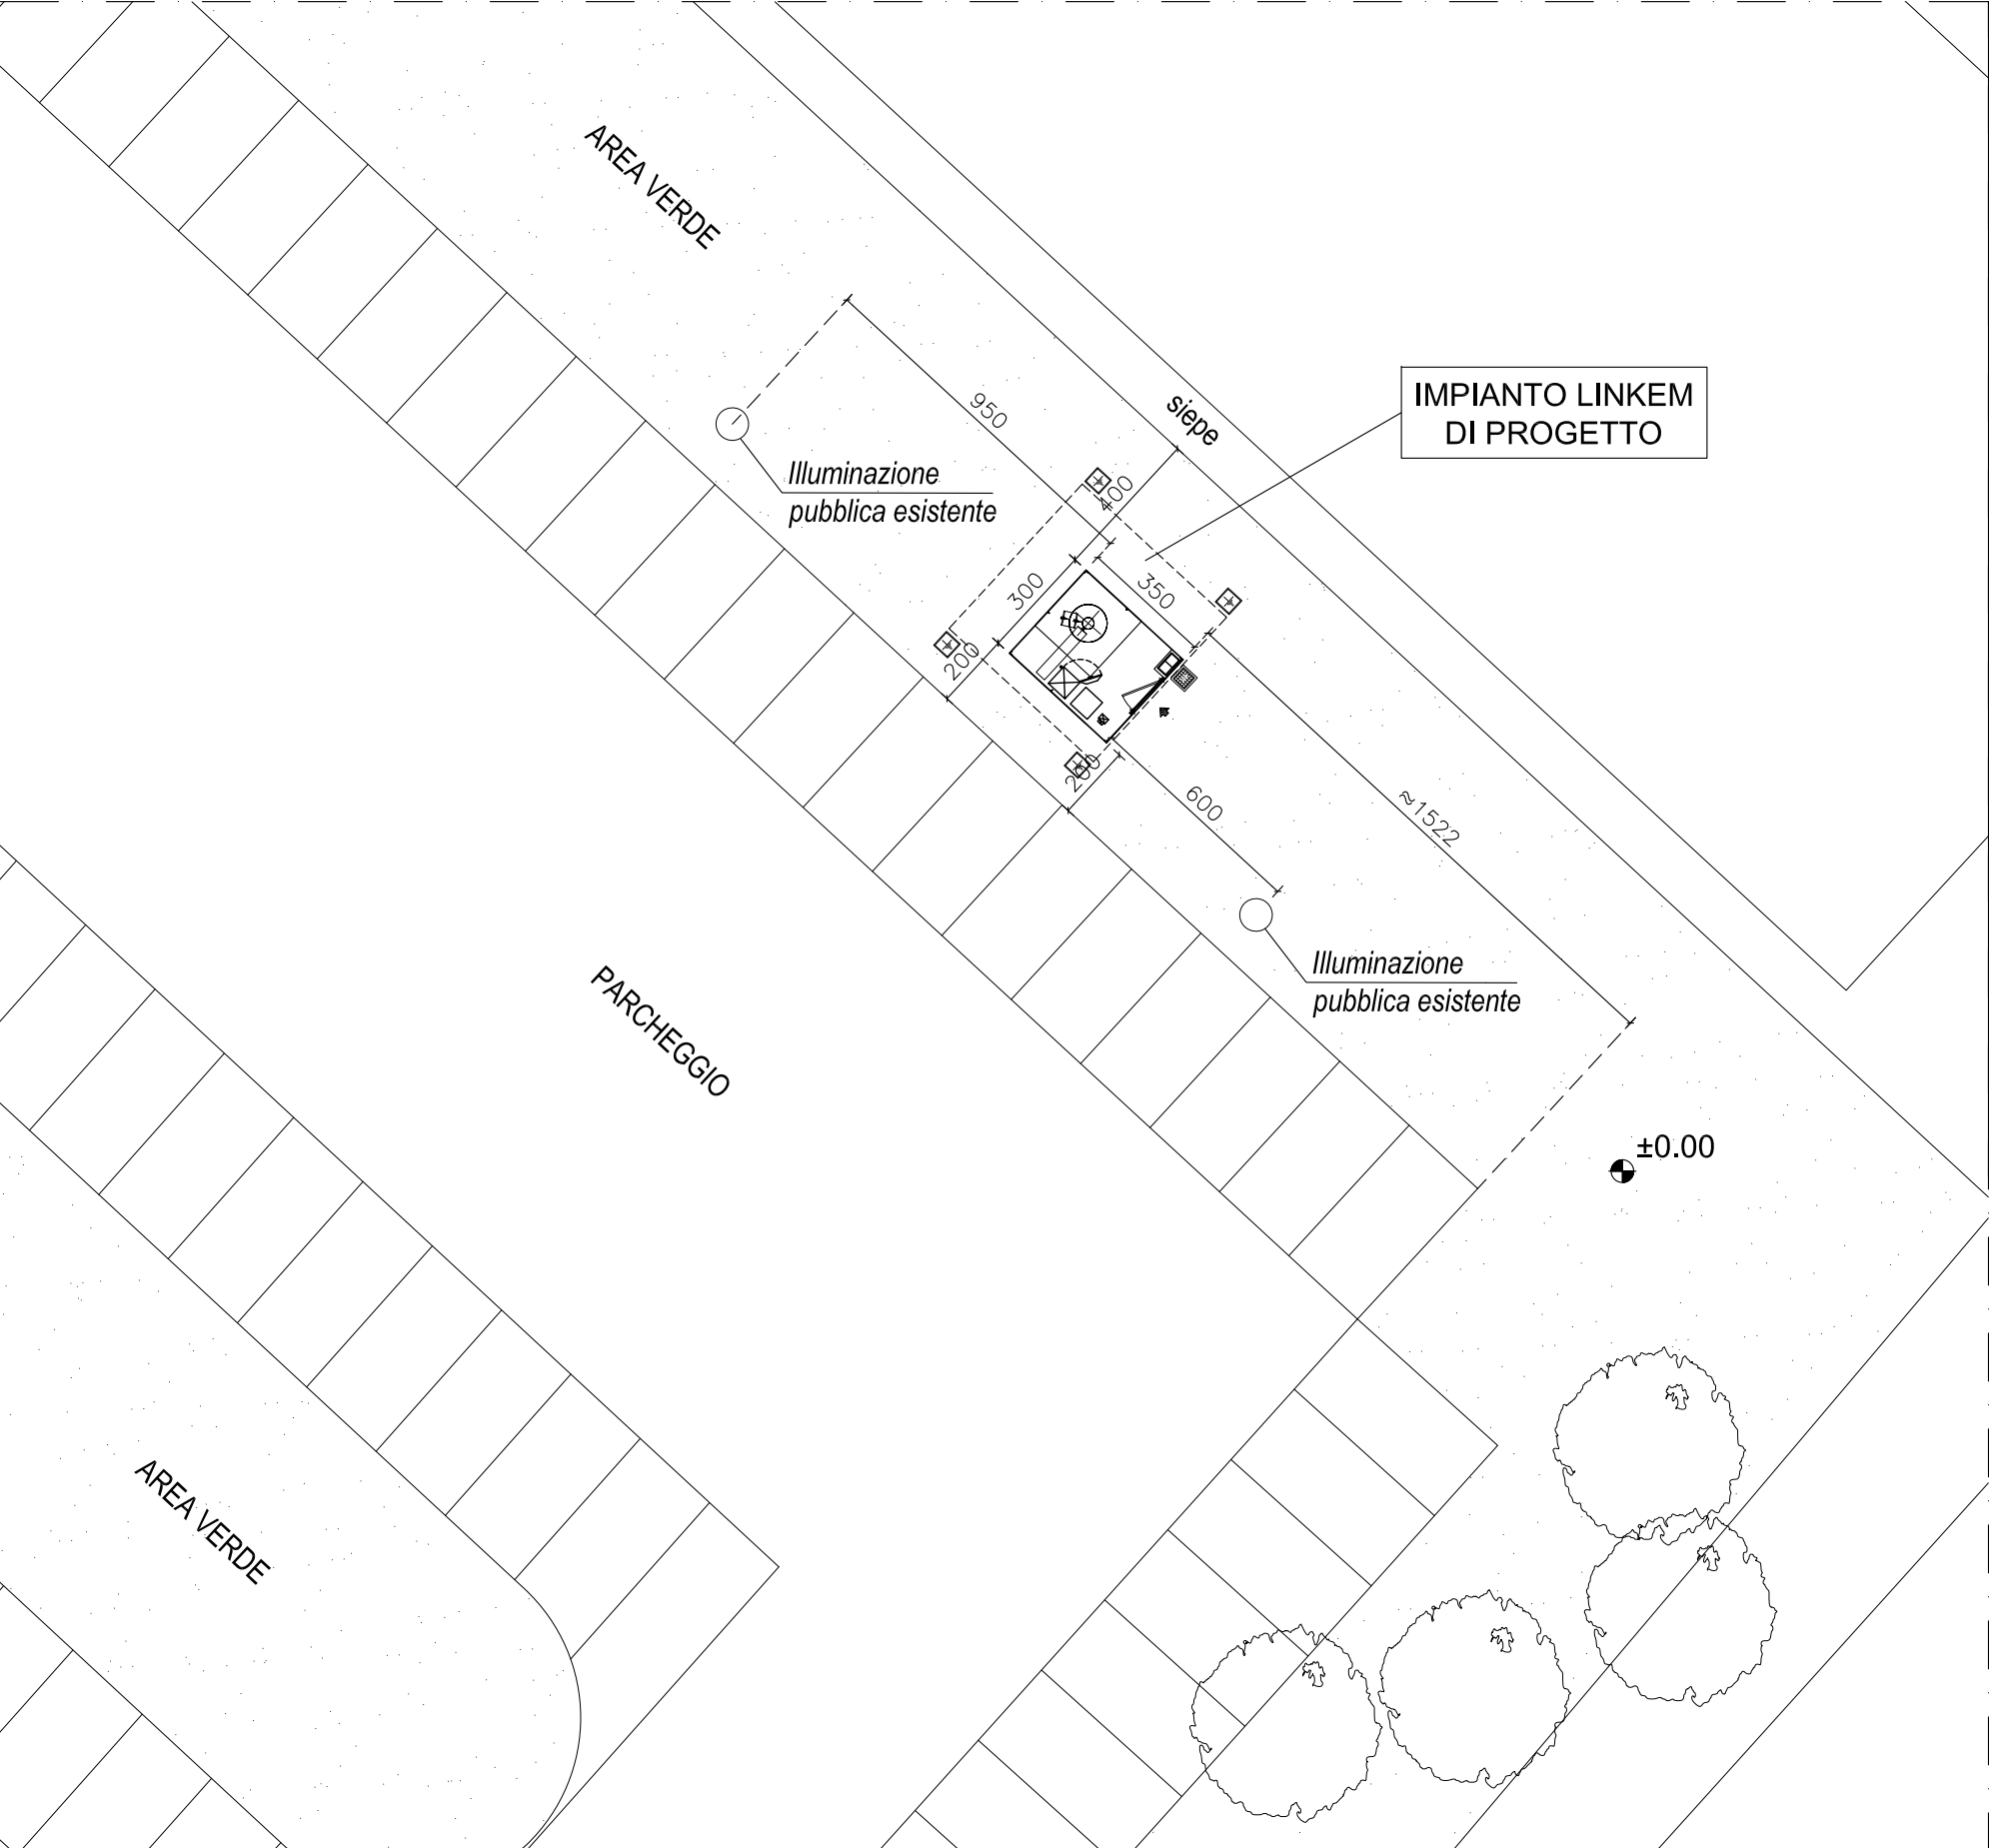 AREA VERDE
950
siepe
IMPIANTO LINKEM
DI PROGETTO
Illuminazione
pubblica esistente
400
300
350
200
200
600
≈1522
Illuminazione
pubblica esistente
PARCHEGGIO
±0.00
AREA VERDE